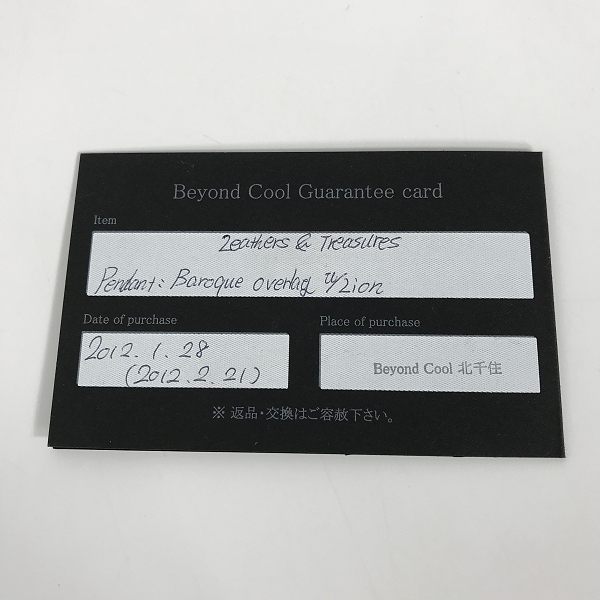 Beyond Cool Guarantee card
Item
Leathers & Treasures
Pendant: Baroque overlay w/Lion
Date of purchase
Place of purchase
2012.1.28
(2012.2.21)
Beyond Cool 北千住
※ 返品・交換はご容赦下さい。